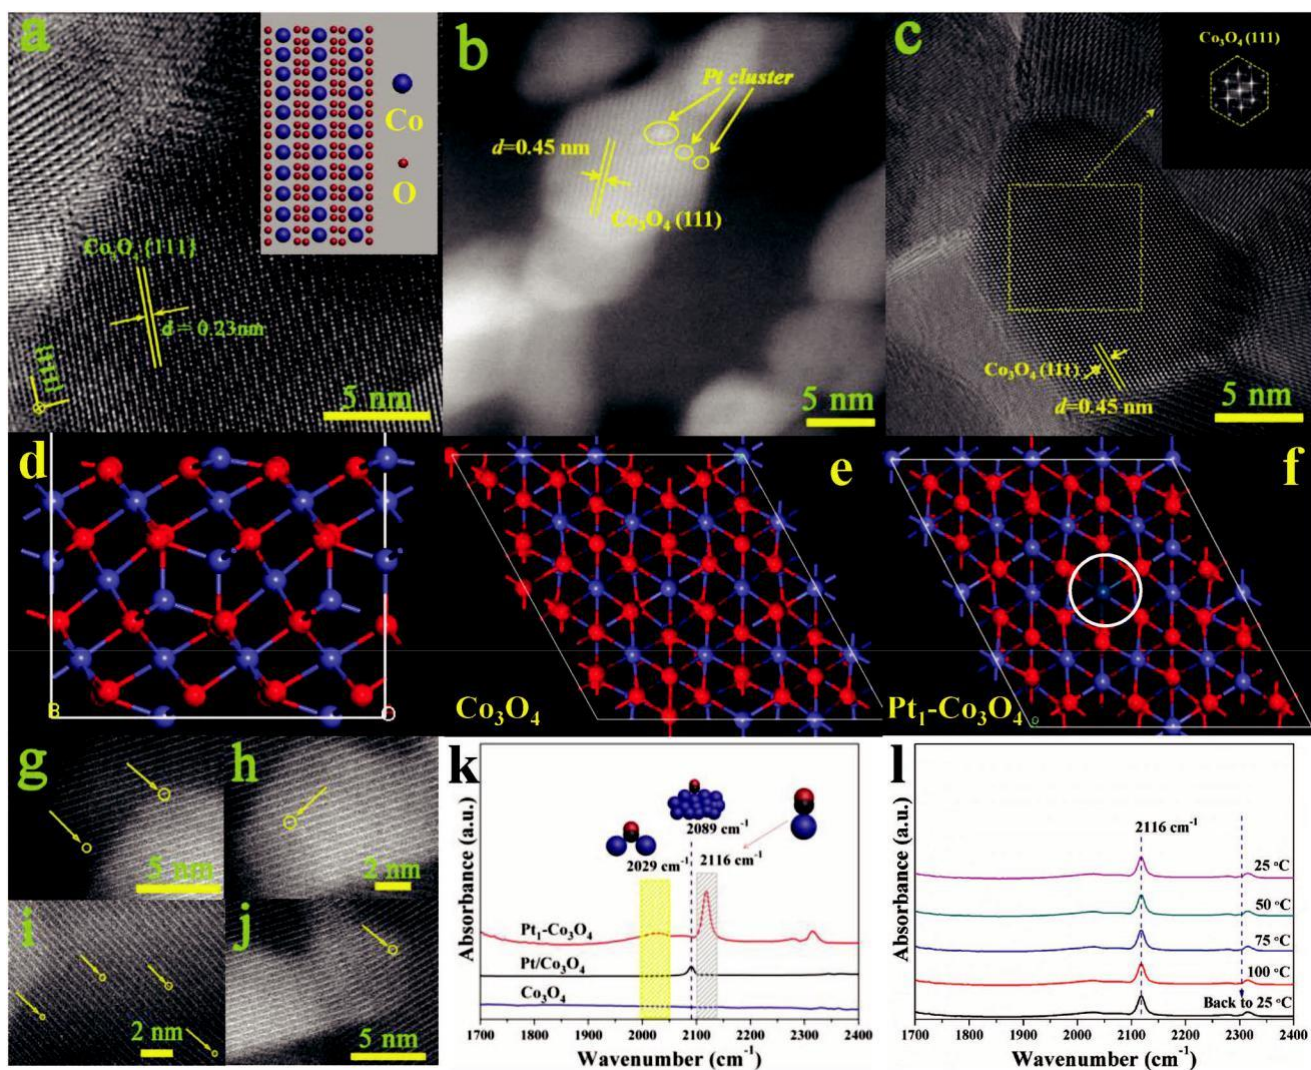 a
Co
O
Co₃O₄ (111)
d = 0.23nm
[111]
5 nm
b
Pt cluster
d=0.45 nm
Co₃O₄ (111)
5 nm
c
Co₃O₄ (111)
Co₃O₄ (111)
d=0.45 nm
5 nm
d
B
O
e
Co₃O₄
f
Pt₁-Co₃O₄
g
5 nm
h
2 nm
i
2 nm
j
5 nm
k
Absorbance (a.u.)
2089 cm⁻¹
2029 cm⁻¹
2116 cm⁻¹
Pt₁-Co₃O₄
Pt/Co₃O₄
Co₃O₄
1700 1800 1900 2000 2100 2200 2300 2400
Wavenumber (cm⁻¹)
l
Absorbance (a.u.)
2116 cm⁻¹
25 °C
50 °C
75 °C
100 °C
Back to 25 °C
1700 1800 1900 2000 2100 2200 2300 2400
Wavenumber (cm⁻¹)